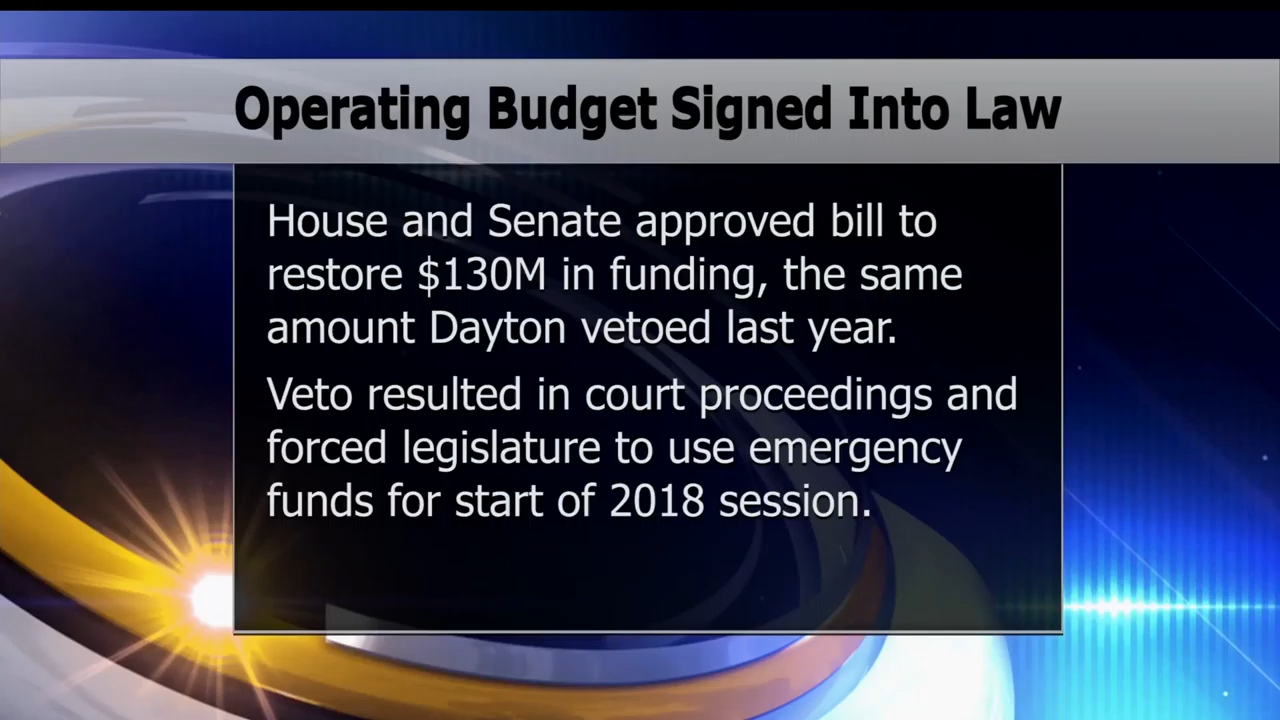 Operating Budget Signed Into Law
House and Senate approved bill to
restore $130M in funding, the same
amount Dayton vetoed last year.
Veto resulted in court proceedings and
forced legislature to use emergency
funds for start of 2018 session.